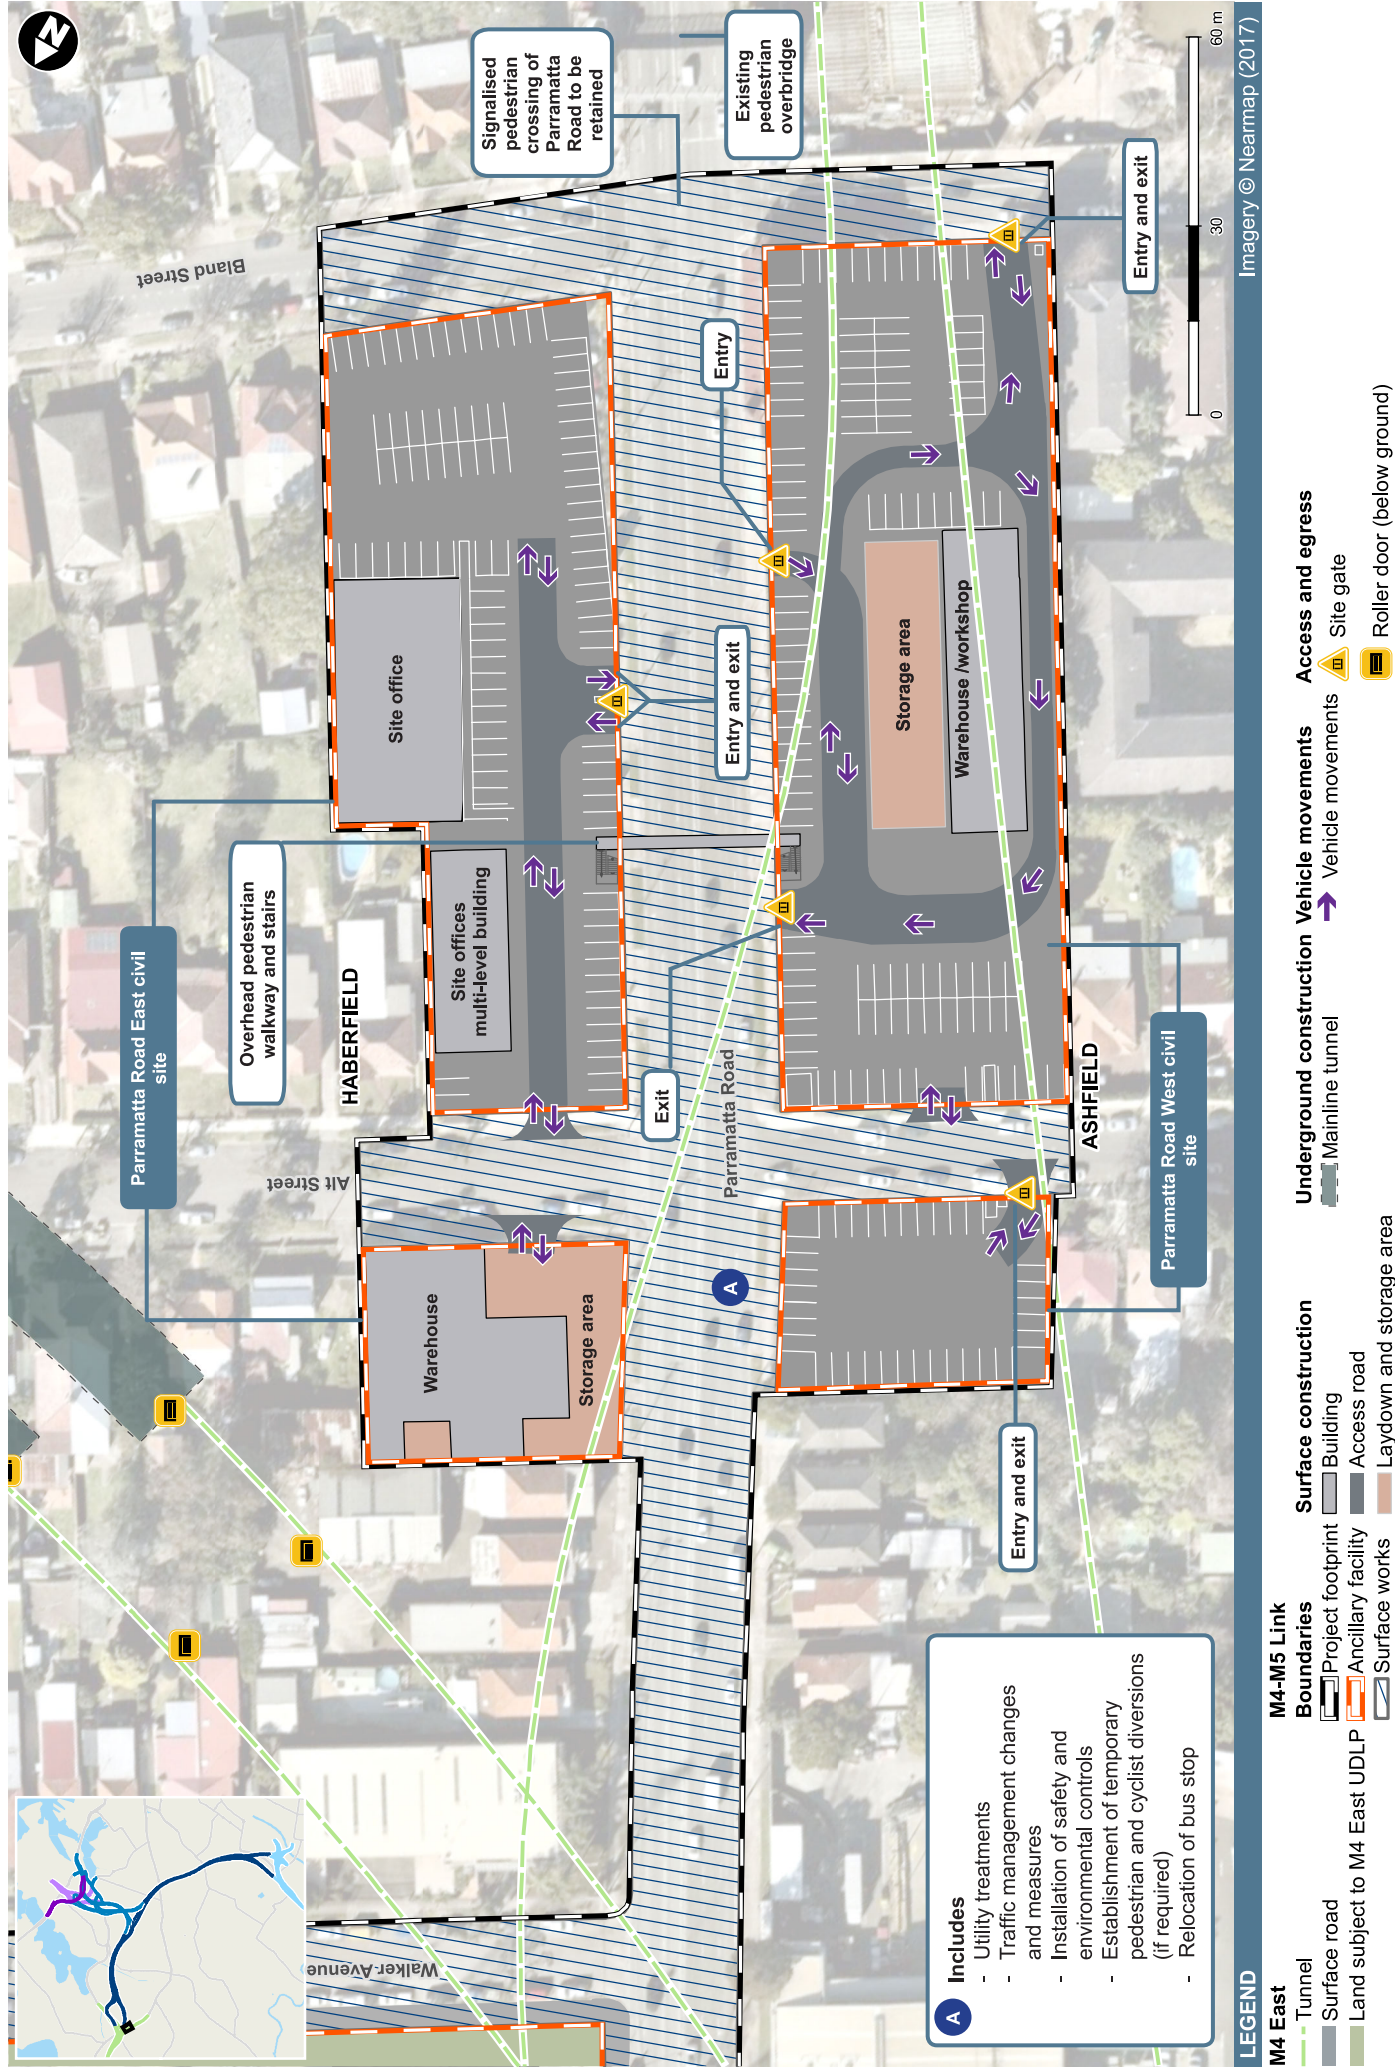 Signalised
pedestrian
crossing of
Parramatta
Road to be
retained
Existing
pedestrian
overbridge
Bland Street
Entry and exit
Entry
Entry and exit
Site office
Storage area
Warehouse /workshop
Overhead pedestrian
walkway and stairs
Parramatta Road East civil
site
HABERFIELD
Site offices
multi-level building
Exit
Parramatta Road
ASHFIELD
Parramatta Road West civil
site
Alt Street
Warehouse
Storage area
A
Entry and exit
Walker Avenue
A
Includes
- Utility treatments
- Traffic management changes
and measures
- Installation of safety and
environmental controls
- Establishment of temporary
pedestrian and cyclist diversions
(if required)
- Relocation of bus stop
N
0 30 60 m
Imagery © Nearmap (2017)
LEGEND
M4 East
Tunnel
Surface road
Land subject to M4 East UDLP
M4-M5 Link
Boundaries
Project footprint
Ancillary facility
Surface works
Surface construction
Building
Access road
Laydown and storage area
Underground construction
Mainline tunnel
Vehicle movements
Vehicle movements
Access and egress
Site gate
Roller door (below ground)